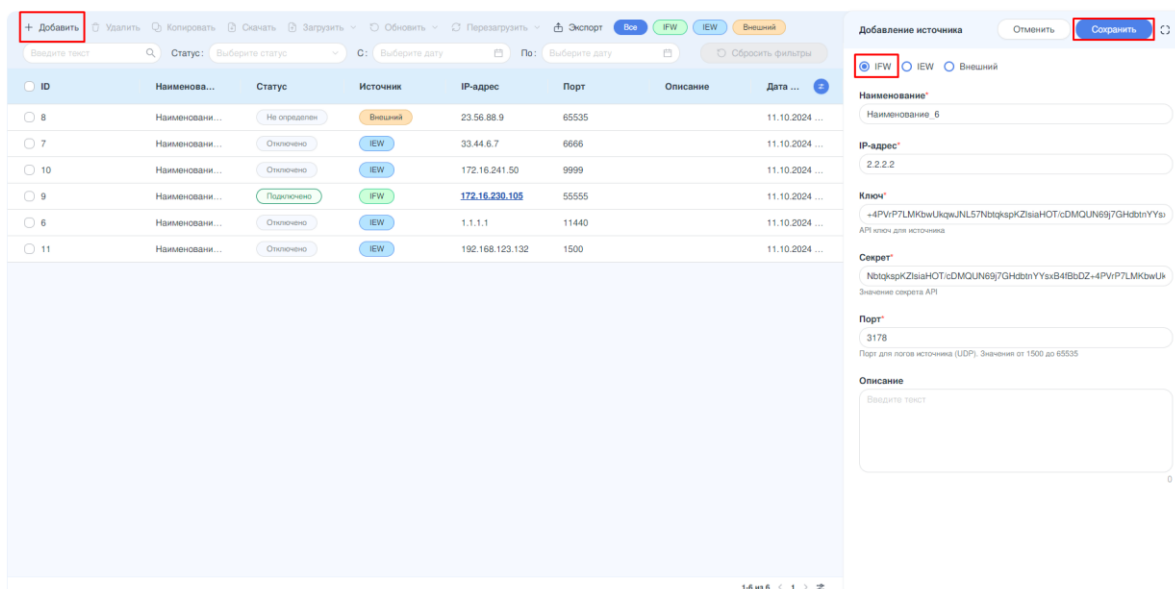 + Добавить Удалить Копировать Скачать Загрузить Обновить Перезагрузить Экспорт Все IFW IEW Внешний
Введите текст Статус: Выберите статус С: Выберите дату По: Выберите дату Сбросить фильтры
ID Наименова... Статус Источник IP-адрес Порт Описание Дата ...
8 Наименовани... Не определен Внешний 23.56.88.9 65535 11.10.2024 ...
7 Наименовани... Отключено IEW 33.44.6.7 6666 11.10.2024 ...
10 Наименовани... Отключено IEW 172.16.241.50 9999 11.10.2024 ...
9 Наименовани... Подключено IFW 172.16.230.105 55555 11.10.2024 ...
6 Наименовани... Отключено IEW 1.1.1.1 11440 11.10.2024 ...
11 Наименовани... Отключено IEW 192.168.123.132 1500 11.10.2024 ...
1-6 из 6 < 1 >
Добавление источника Отменить Сохранить
IFW IEW Внешний
Наименование*
Наименование_6
IP-адрес*
2.2.2.2
Ключ*
+4PVrP7LMKbwUkqwJNL57NbtqkspKZIsiaHOT/cDMQUN69j7GHdbtnYYsx
API ключ для источника
Секрет*
NbtqkspKZIsiaHOT/cDMQUN69j7GHdbtnYYsxB4fBbDZ+4PVrP7LMKbwUk
Значение секрета API
Порт*
3178
Порт для логов источника (UDP). Значения от 1500 до 65535
Описание
Введите текст
0